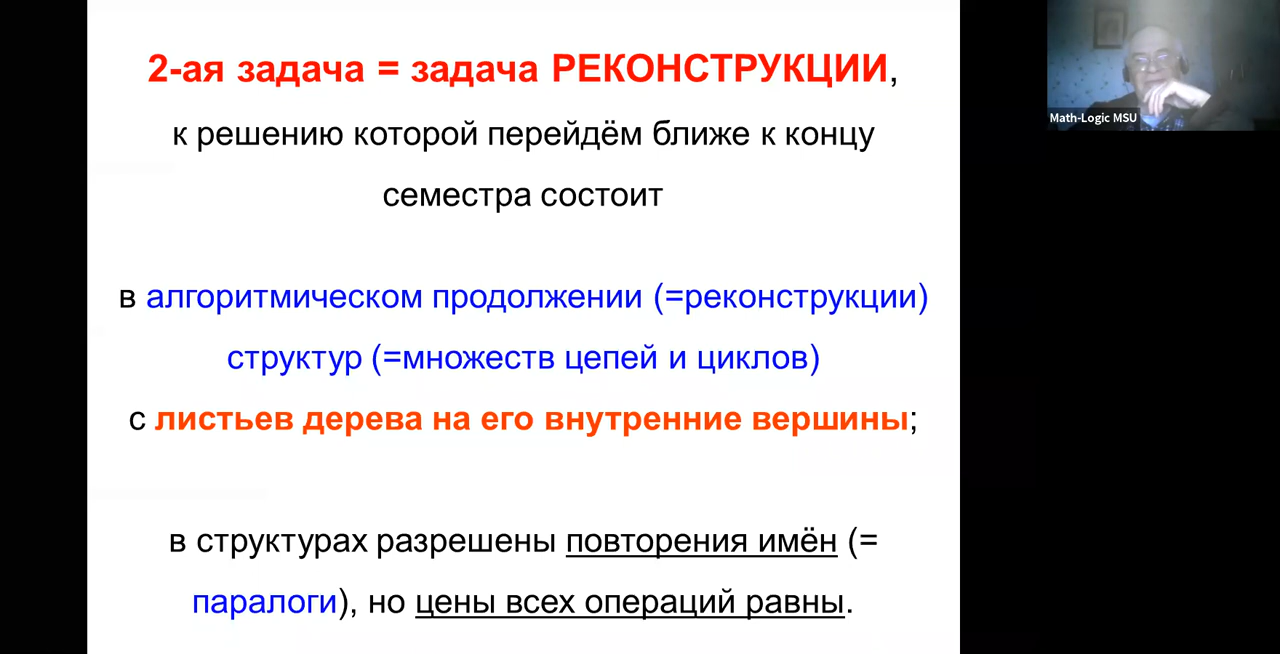 2-ая задача = задача РЕКОНСТРУКЦИИ,
к решению которой перейдём ближе к концу
семестра состоит
в алгоритмическом продолжении (=реконструкции)
структур (=множеств цепей и циклов)
с листьев дерева на его внутренние вершины;
в структурах разрешены повторения имён (=
паралоги), но цены всех операций равны.
Math-Logic MSU